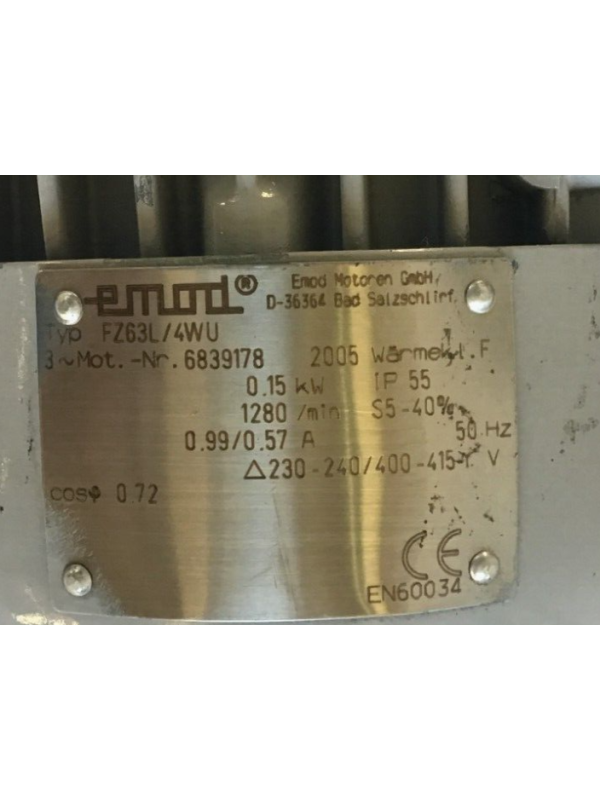 emod®
Emod Motoren GmbH
D-36364 Bad Salzschlirf.
Typ FZ63L/4WU
3~Mot.-Nr.6839178 2005 Wärmekl.F
0.15 kW IP 55
1280 /min S5-40%
0.99/0.57 A 50 Hz
△230-240/400-415Y V
cosφ 0.72
CE
EN60034